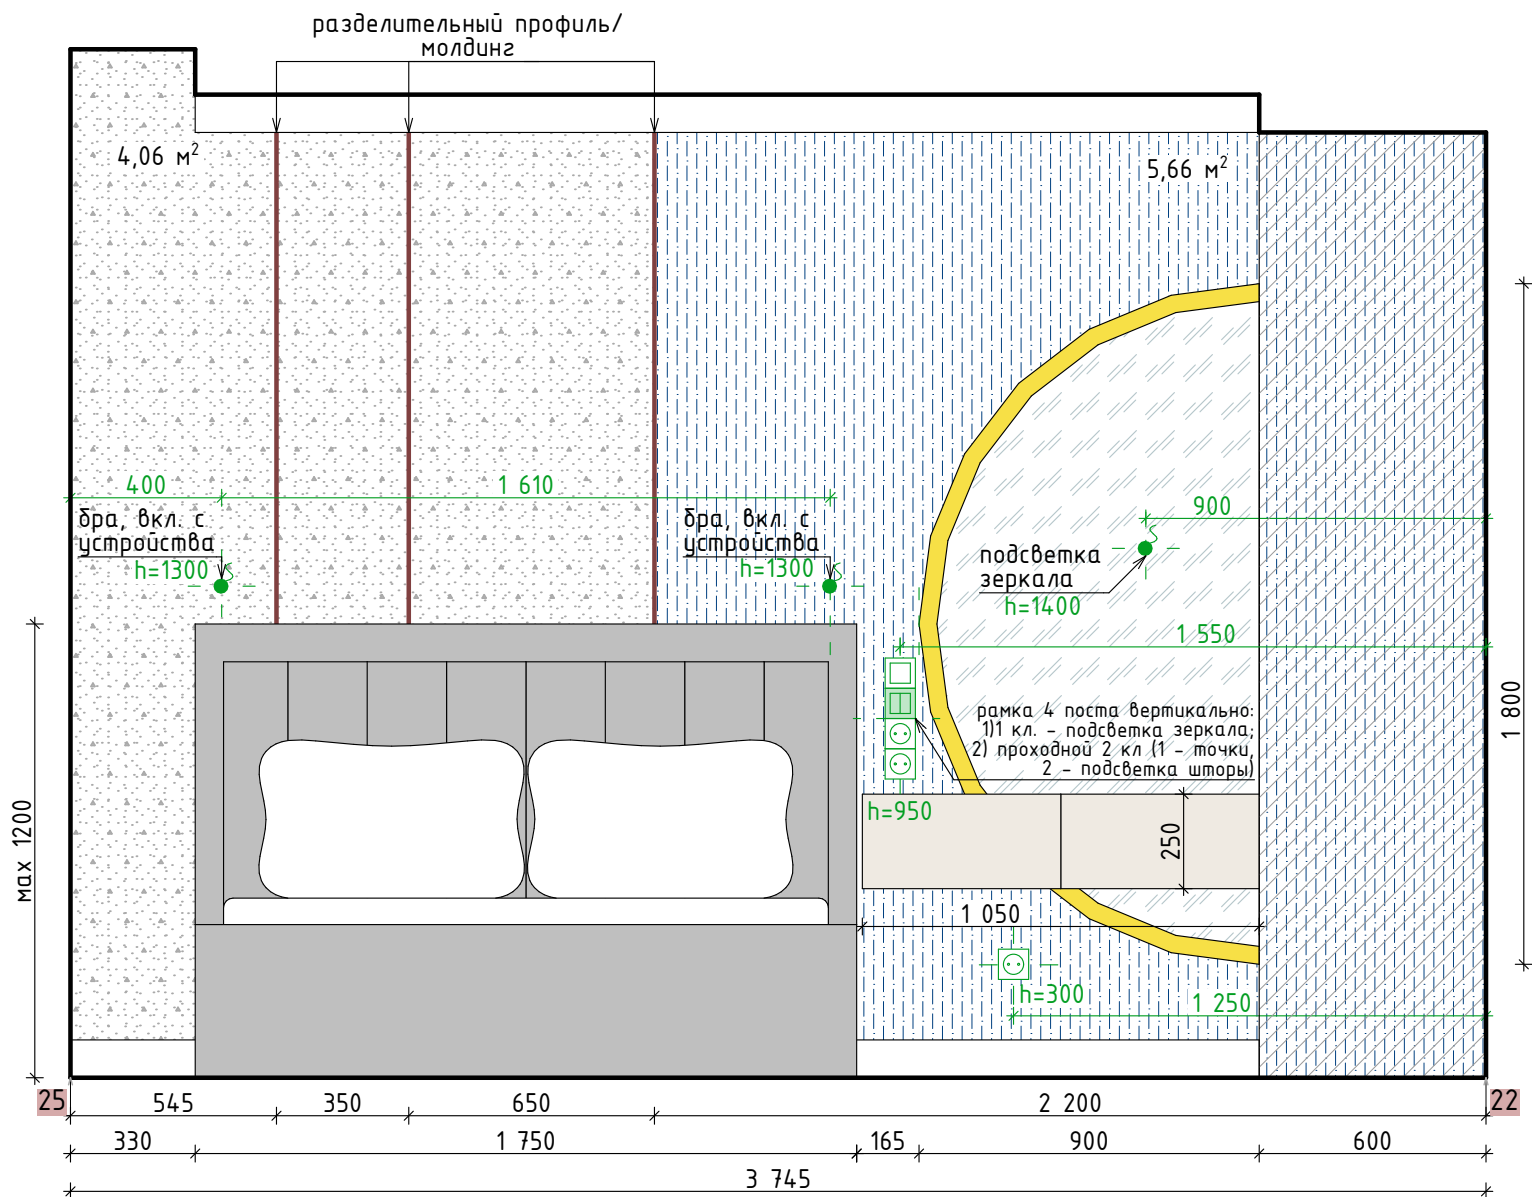 разделительный профиль/
молдинг
4,06 м²
5,66 м²
400
1 610
900
бра, вкл. с
устройства
h=1300
бра, вкл. с
устройства
h=1300
подсветка
зеркала
h=1400
1 550
1 800
рамка 4 поста вертикально:
1)1 кл. - подсветка зеркала;
2) проходной 2 кл (1 - точки,
2 - подсветка шторы)
h=950
250
мах 1200
1 050
h=300
1 250
25
22
545
350
650
2 200
330
1 750
165
900
600
3 745